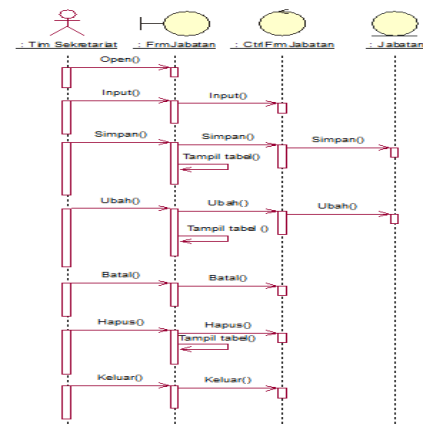 : Tim Sekretariat : FrmJabatan : CtrlFrmJabatan : Jabatan
Open()
Input() Input()
Simpan() Simpan() Simpan()
Tampil tabel()
Ubah() Ubah() Ubah()
Tampil tabel ()
Batal() Batal()
Hapus() Hapus()
Tampil tabel()
Keluar() Keluar()